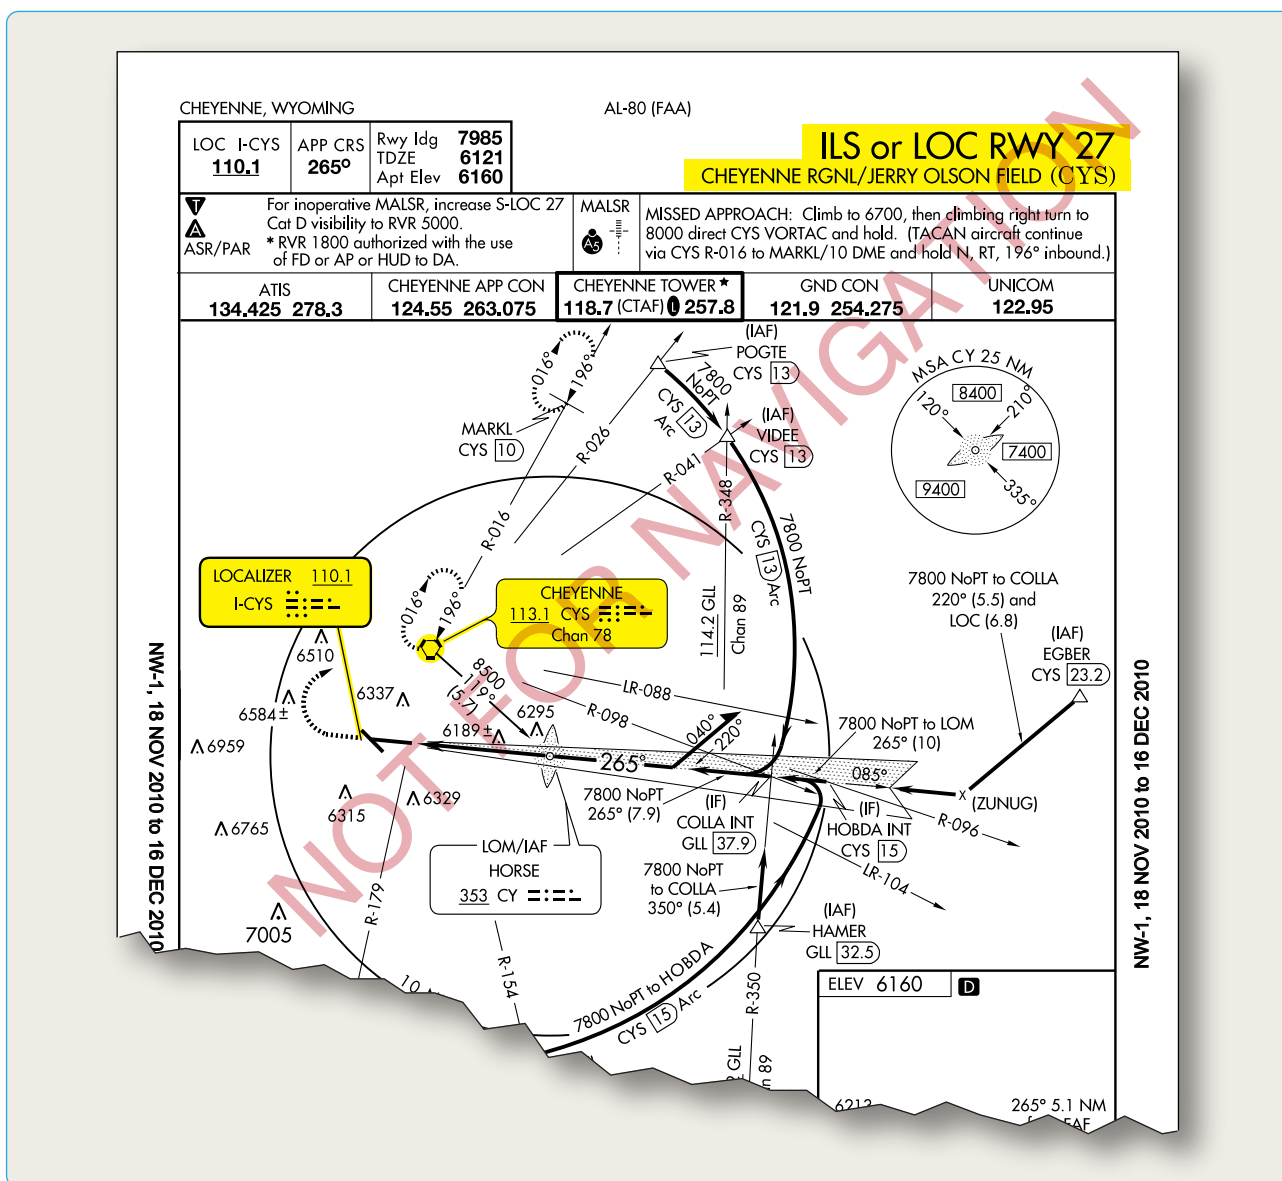 CHEYENNE, WYOMING
AL-80 (FAA)
LOC I-CYS
110.1
APP CRS
265°
Rwy ldg 7985
TDZE 6121
Apt Elev 6160
ILS or LOC RWY 27
CHEYENNE RGNL/JERRY OLSON FIELD (CYS)
T
A
ASR/PAR
For inoperative MALSR, increase S-LOC 27
Cat D visibility to RVR 5000.
* RVR 1800 authorized with the use
of FD or AP or HUD to DA.
MALSR
A5
MISSED APPROACH: Climb to 6700, then climbing right turn to
8000 direct CYS VORTAC and hold. (TACAN aircraft continue
via CYS R-016 to MARKL/10 DME and hold N, RT, 196° inbound.)
ATIS
134.425 278.3
CHEYENNE APP CON
124.55 263.075
CHEYENNE TOWER ★
118.7 (CTAF) L 257.8
GND CON
121.9 254.275
UNICOM
122.95
NOT FOR NAVIGATION
016°
196°
MARKL
CYS 10
R-016
R-026
R-041
(IAF)
POGTE
CYS 13
7800
NoPT
CYS 13
Arc
(IAF)
VIDEE
CYS 13
R-348
7800 NoPT
CYS 13 Arc
114.2 GLL
Chan 89
MSA CY 25 NM
8400
120°
210°
7400
9400
335°
LOCALIZER 110.1
I-CYS
CHEYENNE
113.1 CYS
Chan 78
016°
196°
8500
119°
(5.7)
LR-088
R-098
040°
220°
7800 NoPT to COLLA
220° (5.5) and
LOC (6.8)
(IAF)
EGBER
CYS 23.2
6510
6337
6584±
6189±
6295
6959
6315
6329
6765
7005
265°
7800 NoPT to LOM
265° (10)
085°
7800 NoPT
265° (7.9)
(IF)
COLLA INT
GLL 37.9
(IF)
HOBDA INT
CYS 15
x (ZUNUG)
R-096
LR-104
LOM/IAF
HORSE
353 CY
7800 NoPT
to COLLA
350° (5.4)
(IAF)
HAMER
GLL 32.5
R-179
R-154
R-350
7800 NoPT to HOBDA
CYS 15 Arc
10
GLL
89
ELEV 6160
D
6212
265° 5.1 NM
FAF
NW-1, 18 NOV 2010 to 16 DEC 2010
NW-1, 18 NOV 2010 to 16 DEC 2010